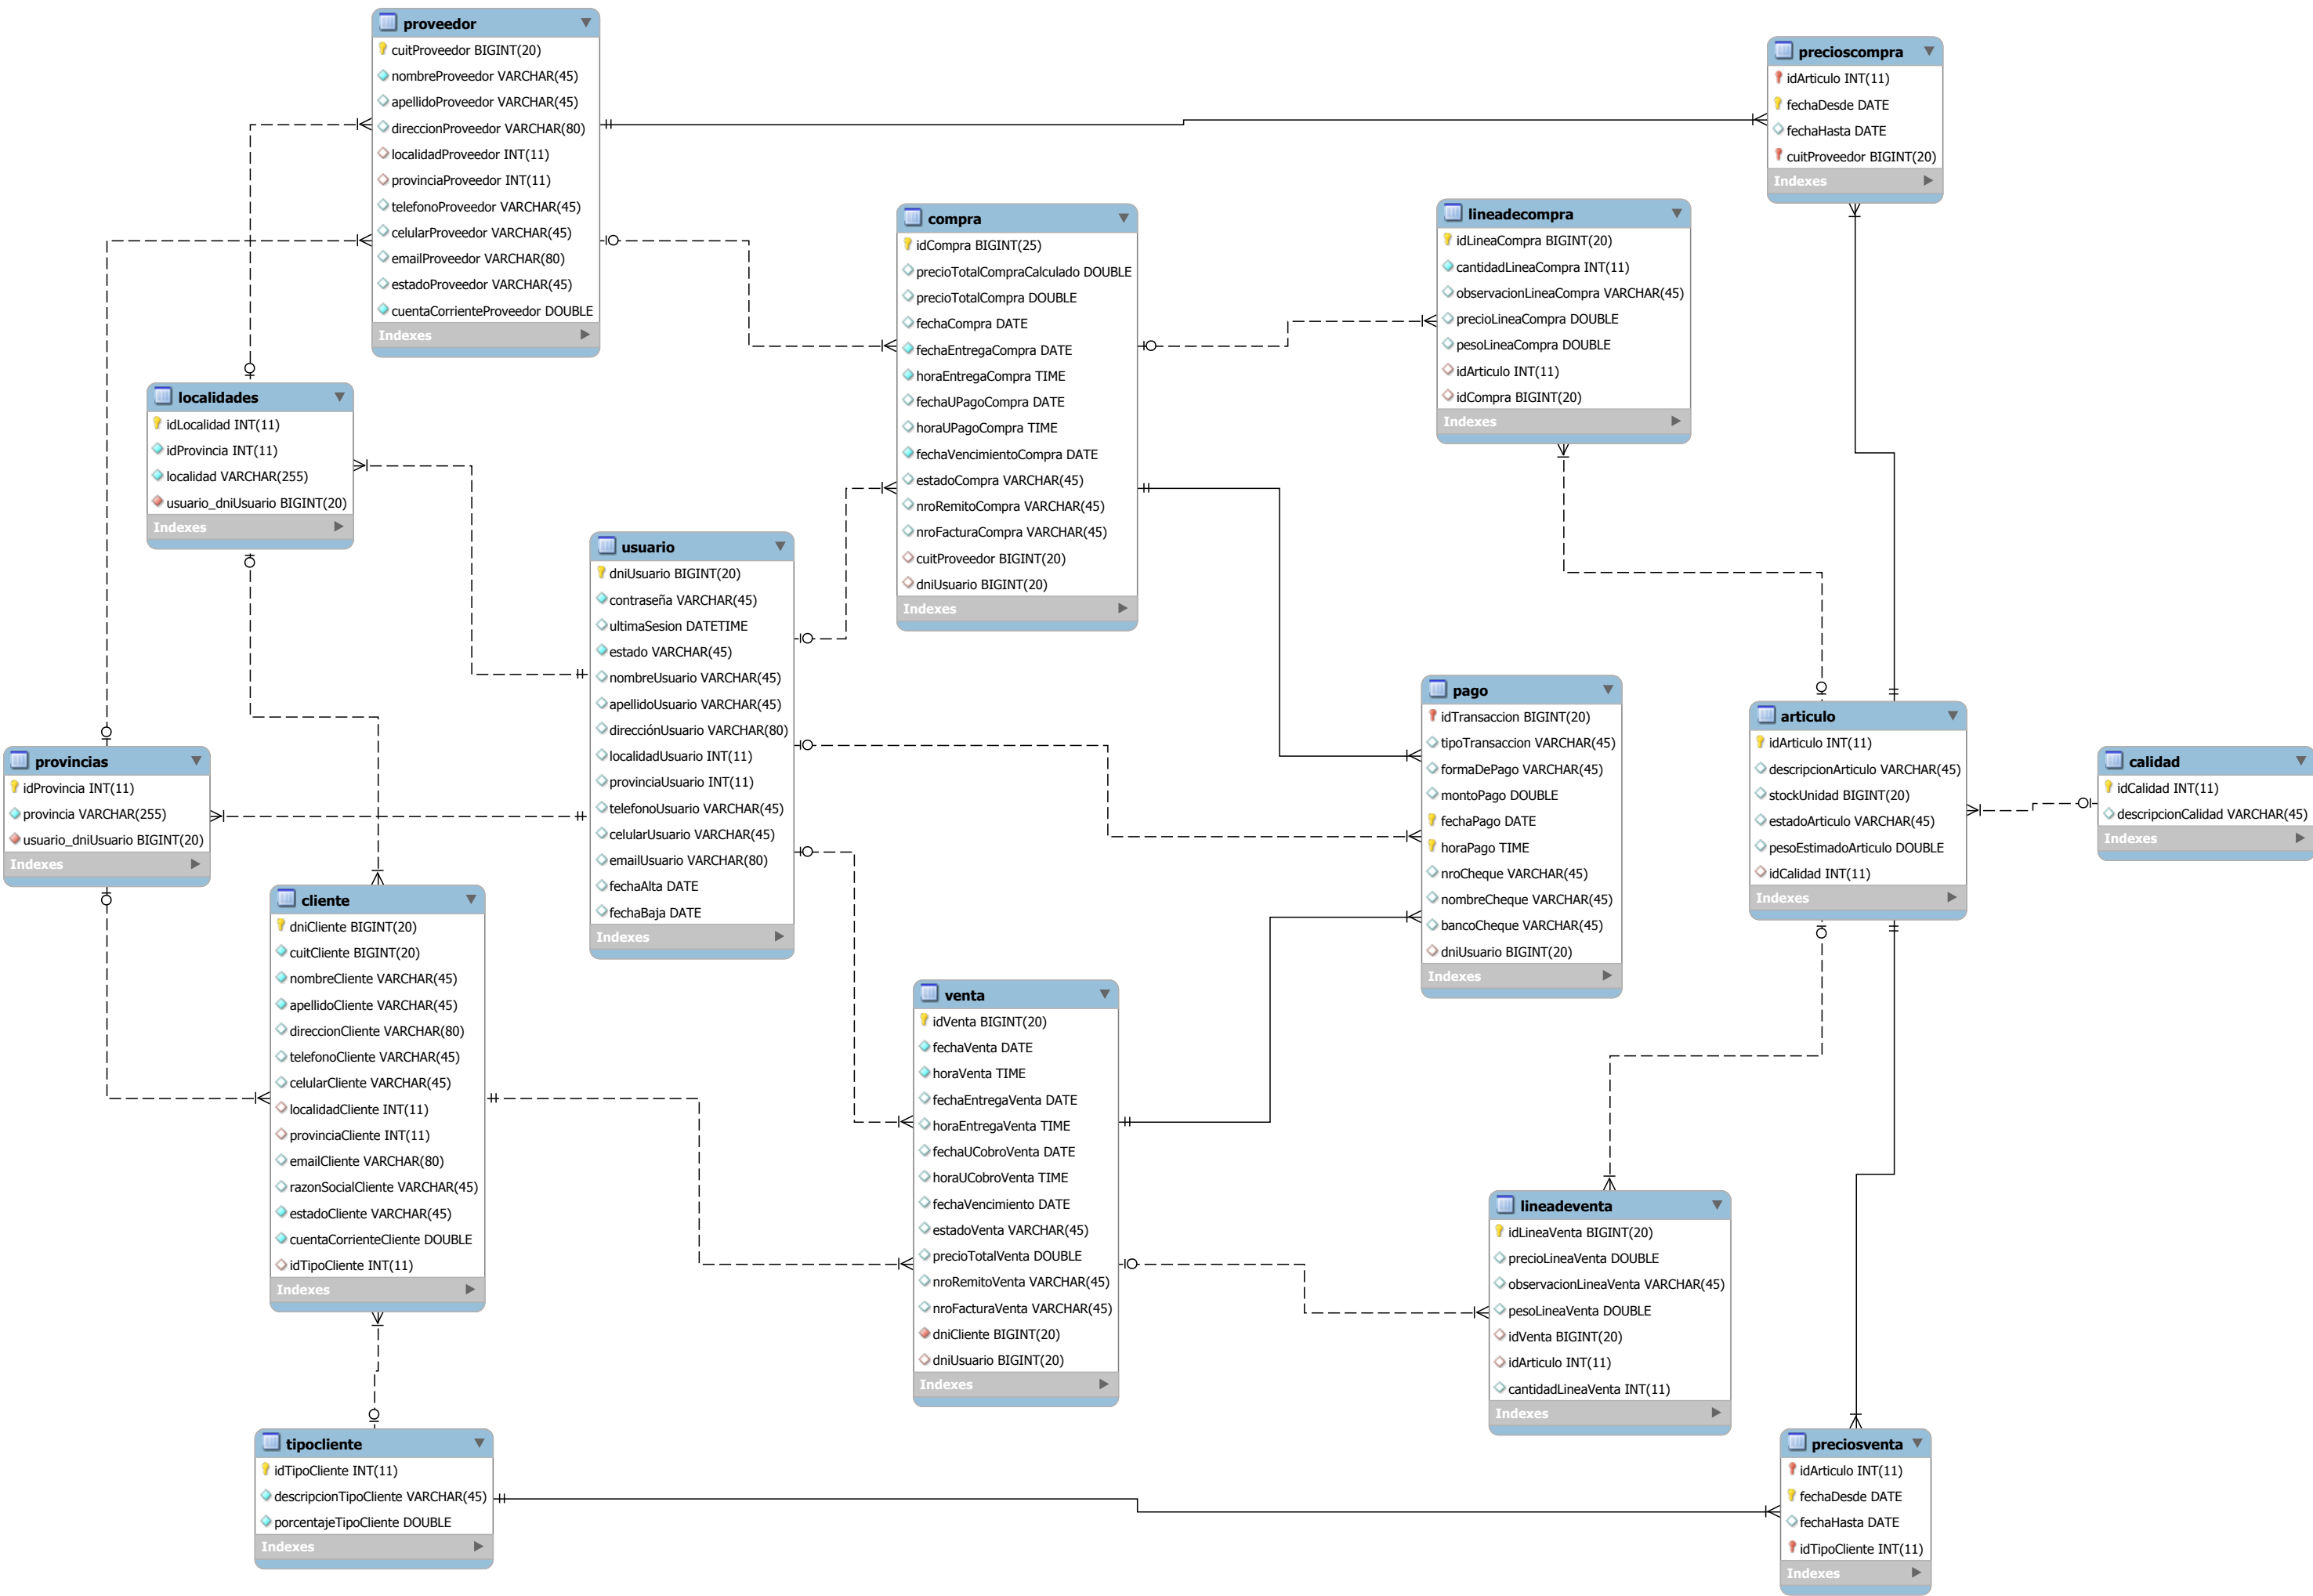 proveedor
cuitProveedor BIGINT(20)
nombreProveedor VARCHAR(45)
apellidoProveedor VARCHAR(45)
direccionProveedor VARCHAR(80)
localidadProveedor INT(11)
provinciaProveedor INT(11)
telefonoProveedor VARCHAR(45)
celularProveedor VARCHAR(45)
emailProveedor VARCHAR(80)
estadoProveedor VARCHAR(45)
cuentaCorrienteProveedor DOUBLE
Indexes
precioscompra
idArticulo INT(11)
fechaDesde DATE
fechaHasta DATE
cuitProveedor BIGINT(20)
Indexes
compra
idCompra BIGINT(25)
precioTotalCompraCalculado DOUBLE
precioTotalCompra DOUBLE
fechaCompra DATE
fechaEntregaCompra DATE
horaEntregaCompra TIME
fechaUPagoCompra DATE
horaUPagoCompra TIME
fechaVencimientoCompra DATE
estadoCompra VARCHAR(45)
nroRemitoCompra VARCHAR(45)
nroFacturaCompra VARCHAR(45)
cuitProveedor BIGINT(20)
dniUsuario BIGINT(20)
Indexes
lineadecompra
idLineaCompra BIGINT(20)
cantidadLineaCompra INT(11)
observacionLineaCompra VARCHAR(45)
precioLineaCompra DOUBLE
pesoLineaCompra DOUBLE
idArticulo INT(11)
idCompra BIGINT(20)
Indexes
localidades
idLocalidad INT(11)
idProvincia INT(11)
localidad VARCHAR(255)
usuario_dniUsuario BIGINT(20)
Indexes
usuario
dniUsuario BIGINT(20)
contraseña VARCHAR(45)
ultimaSesion DATETIME
estado VARCHAR(45)
nombreUsuario VARCHAR(45)
apellidoUsuario VARCHAR(45)
direcciónUsuario VARCHAR(80)
localidadUsuario INT(11)
provinciaUsuario INT(11)
telefonoUsuario VARCHAR(45)
celularUsuario VARCHAR(45)
emailUsuario VARCHAR(80)
fechaAlta DATE
fechaBaja DATE
Indexes
pago
idTransaccion BIGINT(20)
tipoTransaccion VARCHAR(45)
formaDePago VARCHAR(45)
montoPago DOUBLE
fechaPago DATE
horaPago TIME
nroCheque VARCHAR(45)
nombreCheque VARCHAR(45)
bancoCheque VARCHAR(45)
dniUsuario BIGINT(20)
Indexes
articulo
idArticulo INT(11)
descripcionArticulo VARCHAR(45)
stockUnidad BIGINT(20)
estadoArticulo VARCHAR(45)
pesoEstimadoArticulo DOUBLE
idCalidad INT(11)
Indexes
calidad
idCalidad INT(11)
descripcionCalidad VARCHAR(45)
Indexes
provincias
idProvincia INT(11)
provincia VARCHAR(255)
usuario_dniUsuario BIGINT(20)
Indexes
cliente
dniCliente BIGINT(20)
cuitCliente BIGINT(20)
nombreCliente VARCHAR(45)
apellidoCliente VARCHAR(45)
direccionCliente VARCHAR(80)
telefonoCliente VARCHAR(45)
celularCliente VARCHAR(45)
localidadCliente INT(11)
provinciaCliente INT(11)
emailCliente VARCHAR(80)
razonSocialCliente VARCHAR(45)
estadoCliente VARCHAR(45)
cuentaCorrienteCliente DOUBLE
idTipoCliente INT(11)
Indexes
venta
idVenta BIGINT(20)
fechaVenta DATE
horaVenta TIME
fechaEntregaVenta DATE
horaEntregaVenta TIME
fechaUCobroVenta DATE
horaUCobroVenta TIME
fechaVencimiento DATE
estadoVenta VARCHAR(45)
precioTotalVenta DOUBLE
nroRemitoVenta VARCHAR(45)
nroFacturaVenta VARCHAR(45)
dniCliente BIGINT(20)
dniUsuario BIGINT(20)
Indexes
lineadeventa
idLineaVenta BIGINT(20)
precioLineaVenta DOUBLE
observacionLineaVenta VARCHAR(45)
pesoLineaVenta DOUBLE
idVenta BIGINT(20)
idArticulo INT(11)
cantidadLineaVenta INT(11)
Indexes
tipocliente
idTipoCliente INT(11)
descripcionTipoCliente VARCHAR(45)
porcentajeTipoCliente DOUBLE
Indexes
preciosventa
idArticulo INT(11)
fechaDesde DATE
fechaHasta DATE
idTipoCliente INT(11)
Indexes